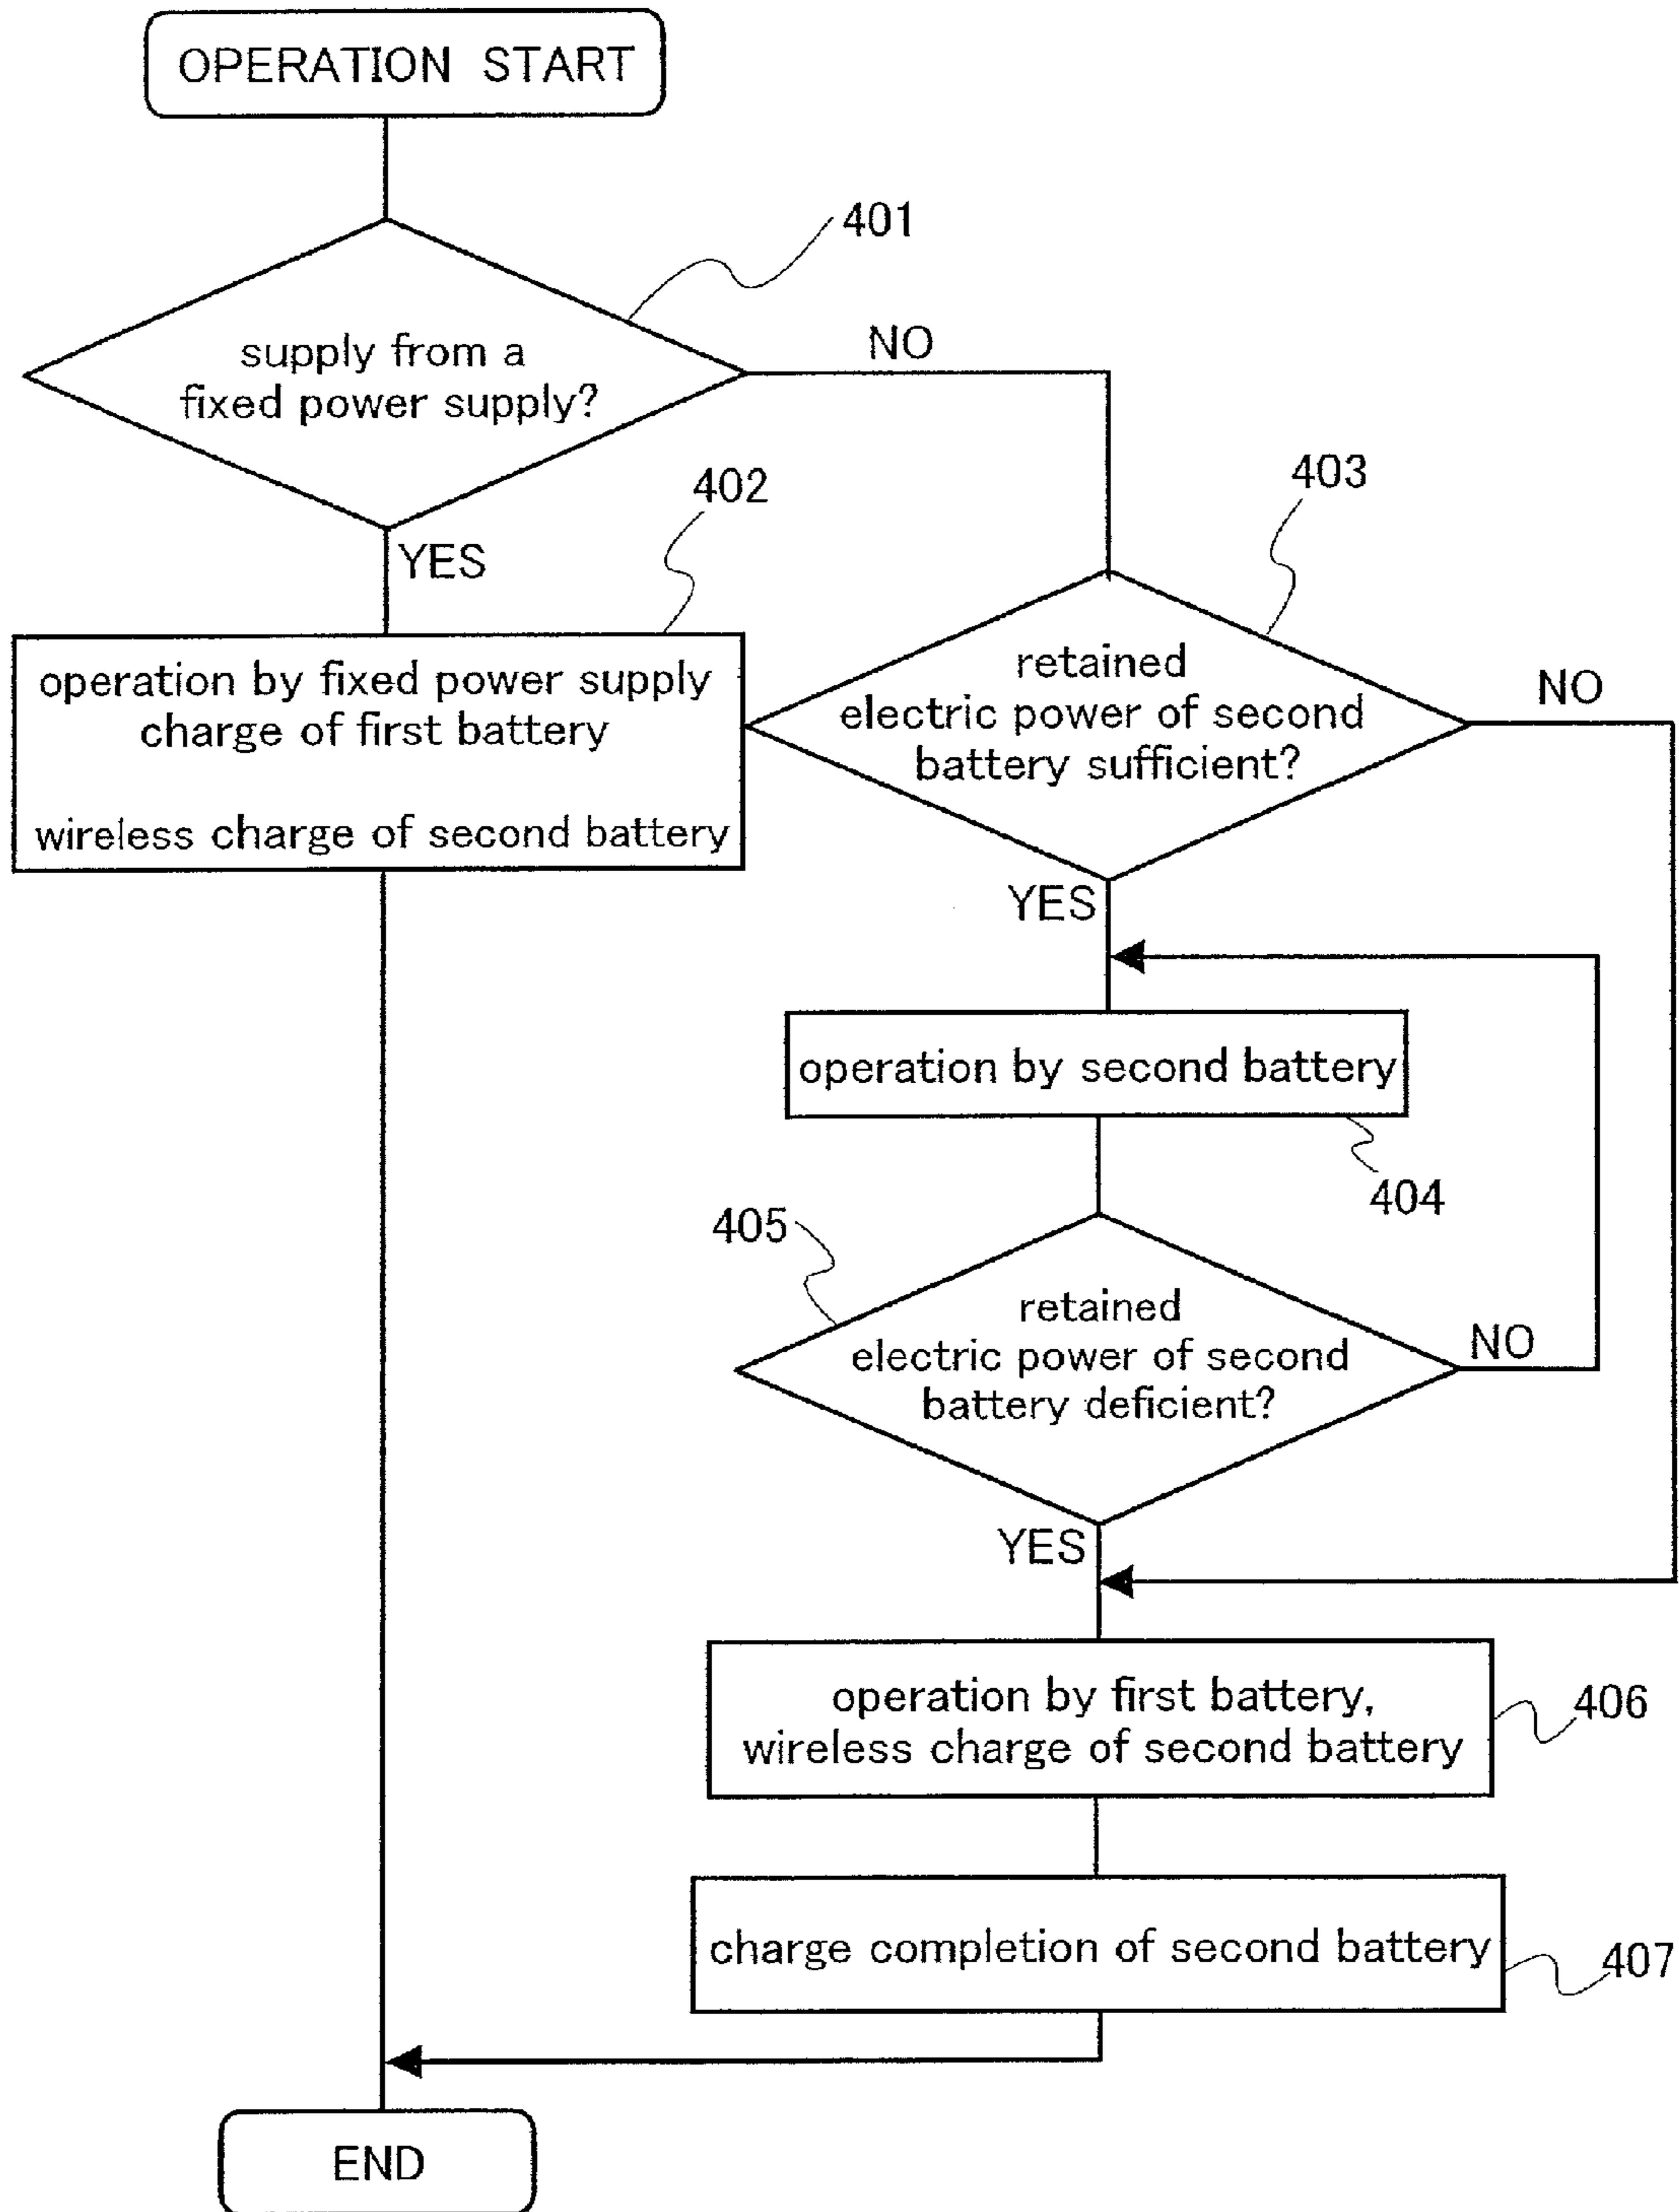 OPERATION START
401
supply from a
fixed power supply?
NO
YES
402
operation by fixed power supply
charge of first battery
wireless charge of second battery
403
retained
electric power of second
battery sufficient?
NO
YES
operation by second battery
404
405
retained
electric power of second
battery deficient?
NO
YES
operation by first battery,
wireless charge of second battery
406
charge completion of second battery
407
END